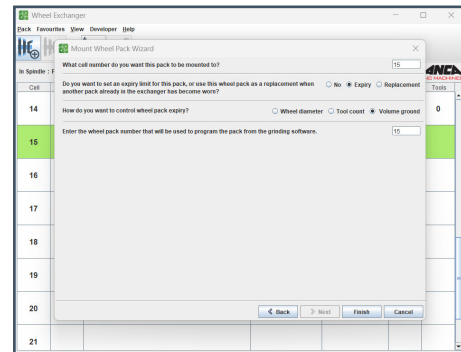 Wheel Exchanger
Pack Favourites View Developer Help
Mount Wheel Pack Wizard
What cell number do you want this pack to be mounted to? 15
In Spindle : F
Do you want to set an expiry limit for this pack, or use this wheel pack as a replacement when another pack already in the exchanger has become worn? No Expiry Replacement
Cell Tools
How do you want to control wheel pack expiry? Wheel diameter Tool count Volume ground
14 0
Enter the wheel pack number that will be used to program the pack from the grinding software. 15
15
16
17
18
19
20
Back Next Finish Cancel
21